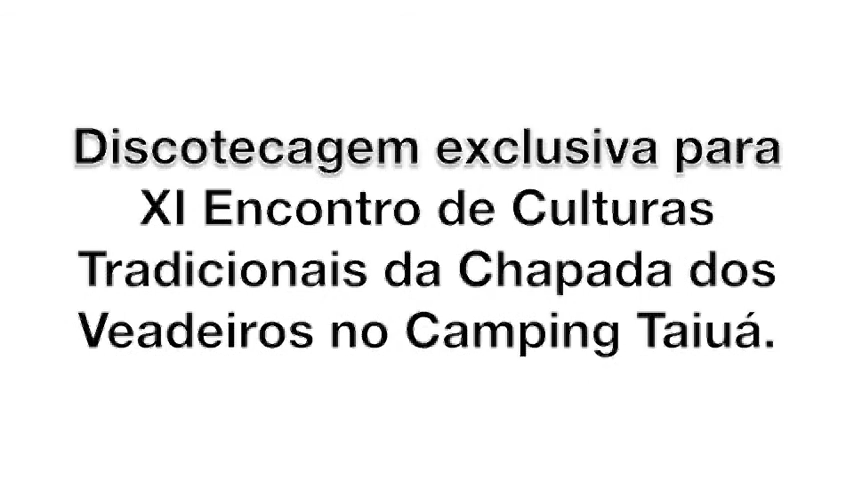 Discotecagem exclusiva para
XI Encontro de Culturas
Tradicionais da Chapada dos
Veadeiros no Camping Taiuá.